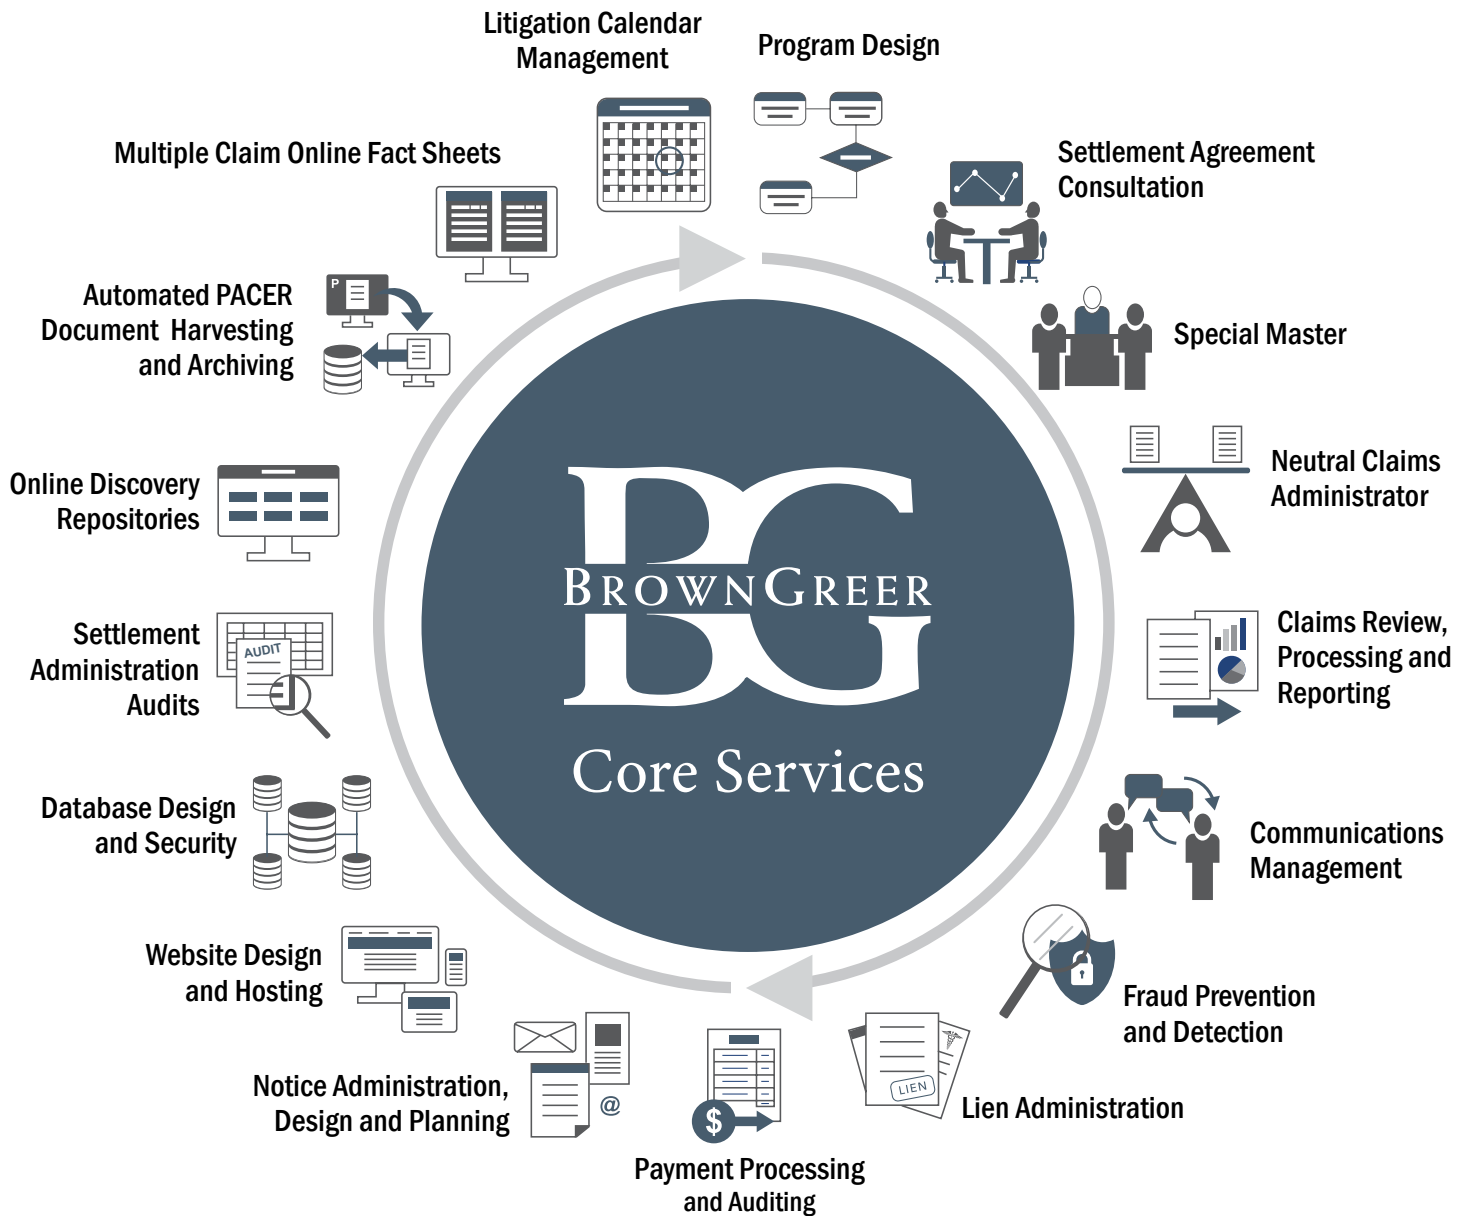 Litigation Calendar
Management
Program Design
Multiple Claim Online Fact Sheets
Settlement Agreement
Consultation
Automated PACER
Document Harvesting
and Archiving
P
Special Master
Neutral Claims
Administrator
Online Discovery
Repositories
BG
BROWNGREER
Core Services
Settlement
Administration
Audits
AUDIT
Claims Review,
Processing and
Reporting
Database Design
and Security
Communications
Management
Website Design
and Hosting
Fraud Prevention
and Detection
Notice Administration,
Design and Planning
@
$
LIEN
Lien Administration
Payment Processing
and Auditing